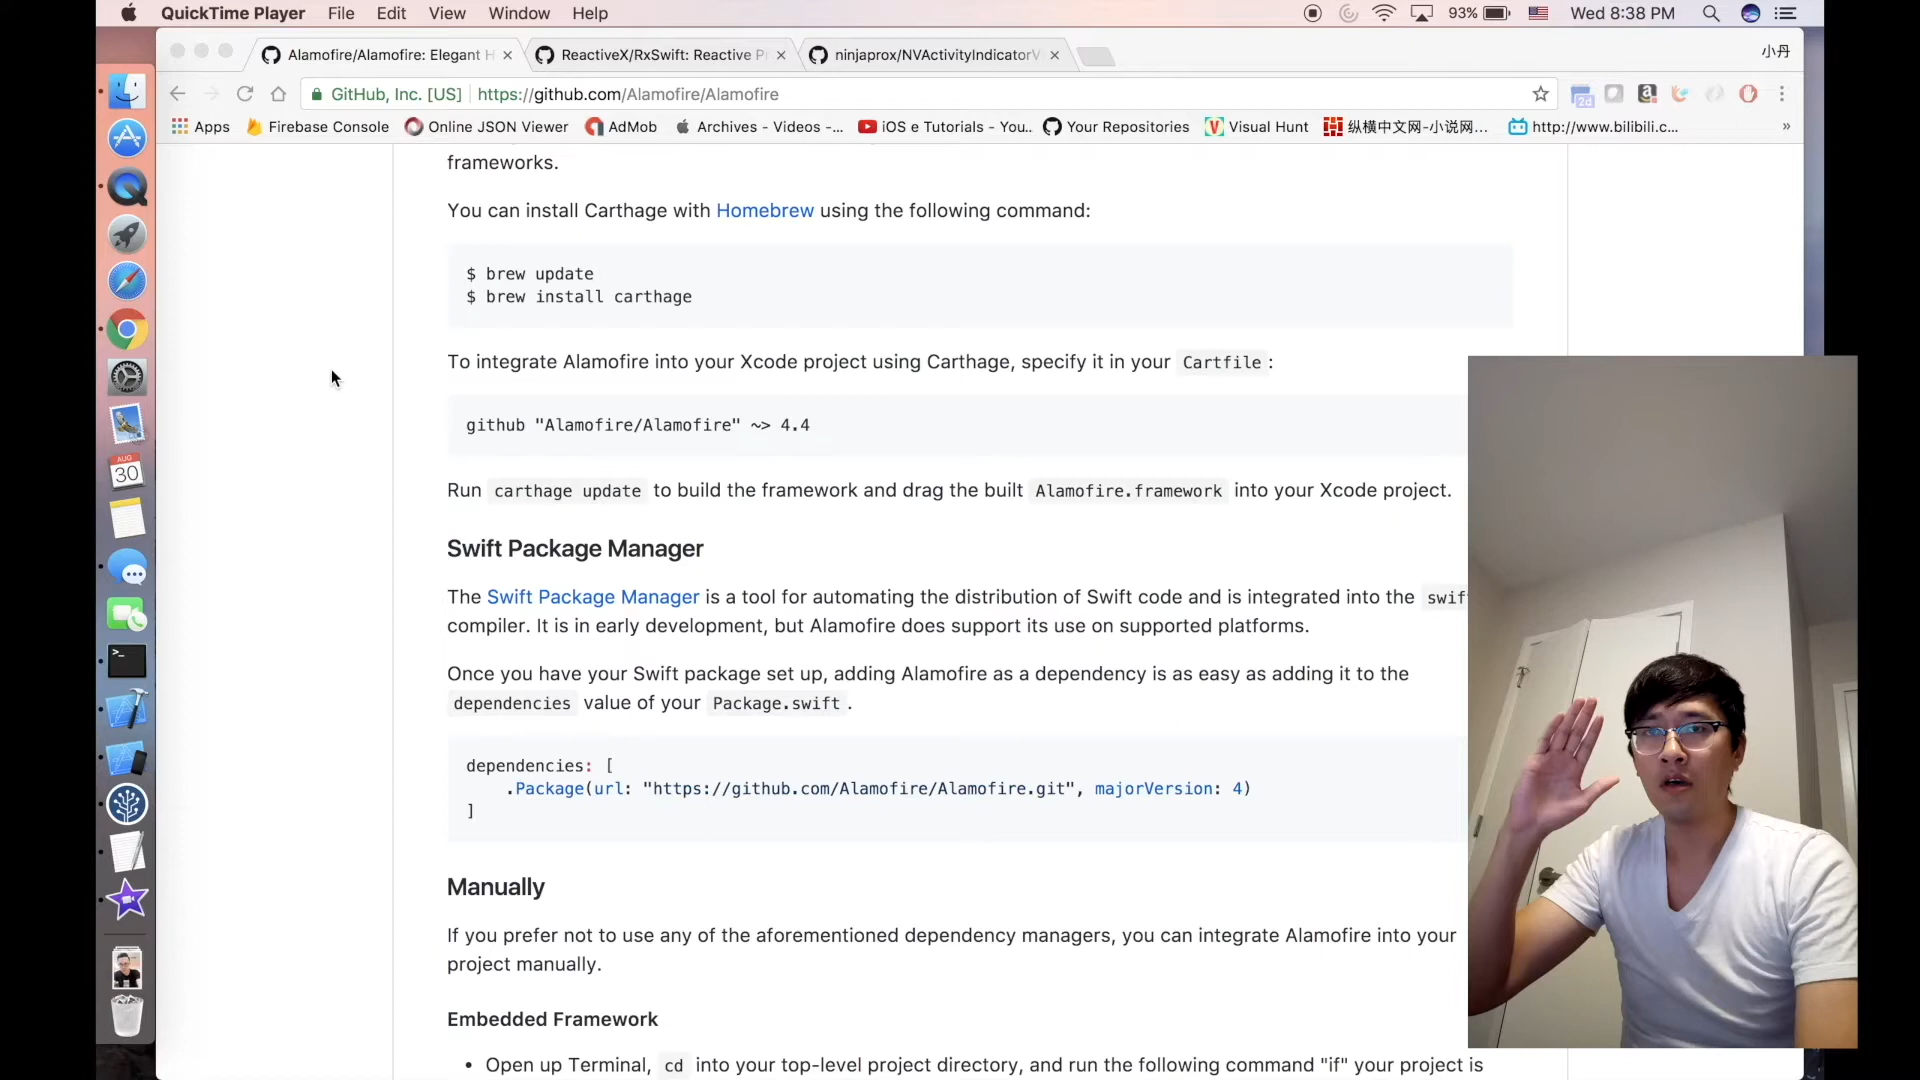 QuickTime Player File Edit View Window Help 93% Wed 8:38 PM
Alamofire/Alamofire: Elegant H ReactiveX/RxSwift: Reactive P ninjaprox/NVActivityIndicatorV 小丹
GitHub, Inc. [US] https://github.com/Alamofire/Alamofire 2d
Apps Firebase Console Online JSON Viewer AdMob Archives - Videos -... iOS e Tutorials - You... Your Repositories Visual Hunt 纵横中文网-小说网... http://www.bilibili.c... »
frameworks.
You can install Carthage with Homebrew using the following command:
$ brew update
$ brew install carthage
To integrate Alamofire into your Xcode project using Carthage, specify it in your Cartfile:
github "Alamofire/Alamofire" ~> 4.4
Run carthage update to build the framework and drag the built Alamofire.framework into your Xcode project.
AUG
30
Swift Package Manager
The Swift Package Manager is a tool for automating the distribution of Swift code and is integrated into the swif
compiler. It is in early development, but Alamofire does support its use on supported platforms.
Once you have your Swift package set up, adding Alamofire as a dependency is as easy as adding it to the
dependencies value of your Package.swift.
dependencies: [
.Package(url: "https://github.com/Alamofire/Alamofire.git", majorVersion: 4)
]
Manually
If you prefer not to use any of the aforementioned dependency managers, you can integrate Alamofire into your
project manually.
Embedded Framework
• Open up Terminal, cd into your top-level project directory, and run the following command "if" your project is